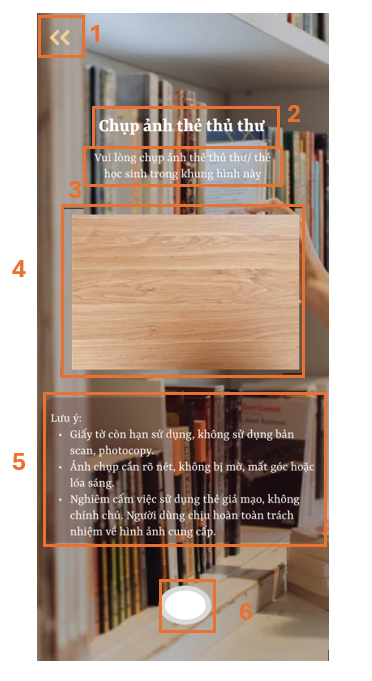 1
Chụp ảnh thẻ thủ thư
2
Vui lòng chụp ảnh thẻ thủ thư/ thẻ
học sinh trong khung hình này
3
4
5
Lưu ý:
• Giấy tờ còn hạn sử dụng, không sử dụng bản
scan, photocopy.
• Ảnh chụp cần rõ nét, không bị mờ, mất góc hoặc
lóa sáng.
• Nghiêm cấm việc sử dụng thẻ giả mạo, không
chính chủ. Người dùng chịu hoàn toàn trách
nhiệm về hình ảnh cung cấp.
6